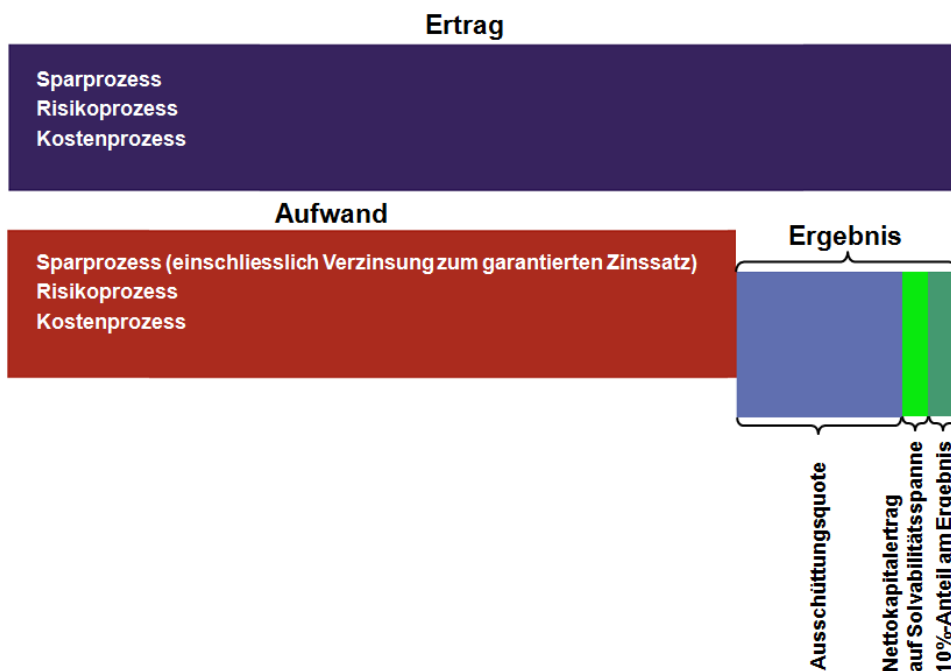 Ertrag
Sparprozess
Risikoprozess
Kostenprozess
Aufwand
Ergebnis
Sparprozess (einschliesslich Verzinsung zum garantierten Zinssatz)
Risikoprozess
Kostenprozess
Ausschüttungsquote
Nettokapitalertrag
auf Solvabilitätsspanne
10%-Anteil am Ergebnis